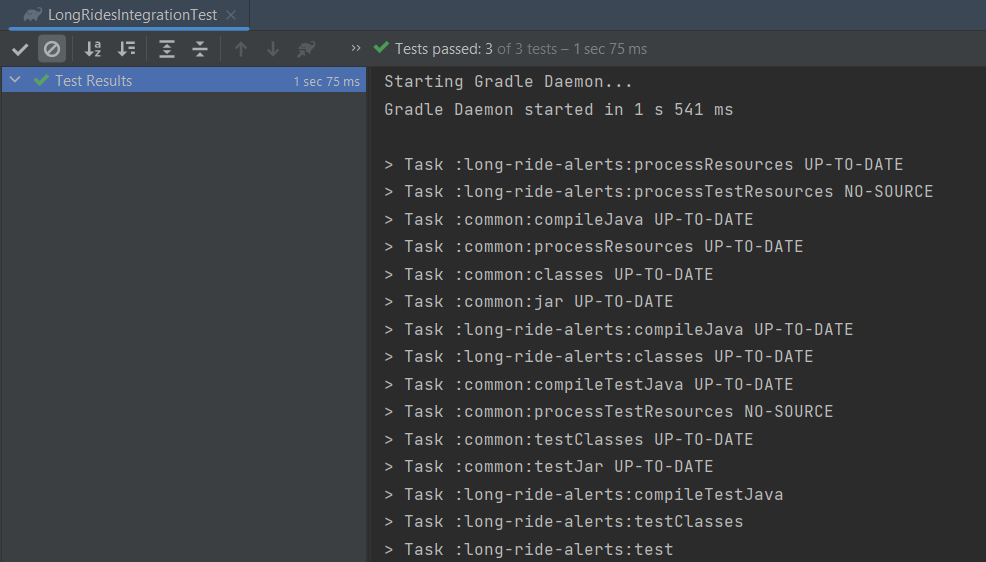 LongRidesIntegrationTest
Tests passed: 3 of 3 tests – 1 sec 75 ms
Test Results 1 sec 75 ms
Starting Gradle Daemon...
Gradle Daemon started in 1 s 541 ms
> Task :long-ride-alerts:processResources UP-TO-DATE
> Task :long-ride-alerts:processTestResources NO-SOURCE
> Task :common:compileJava UP-TO-DATE
> Task :common:processResources UP-TO-DATE
> Task :common:classes UP-TO-DATE
> Task :common:jar UP-TO-DATE
> Task :long-ride-alerts:compileJava UP-TO-DATE
> Task :long-ride-alerts:classes UP-TO-DATE
> Task :common:compileTestJava UP-TO-DATE
> Task :common:processTestResources NO-SOURCE
> Task :common:testClasses UP-TO-DATE
> Task :common:testJar UP-TO-DATE
> Task :long-ride-alerts:compileTestJava
> Task :long-ride-alerts:testClasses
> Task :long-ride-alerts:test